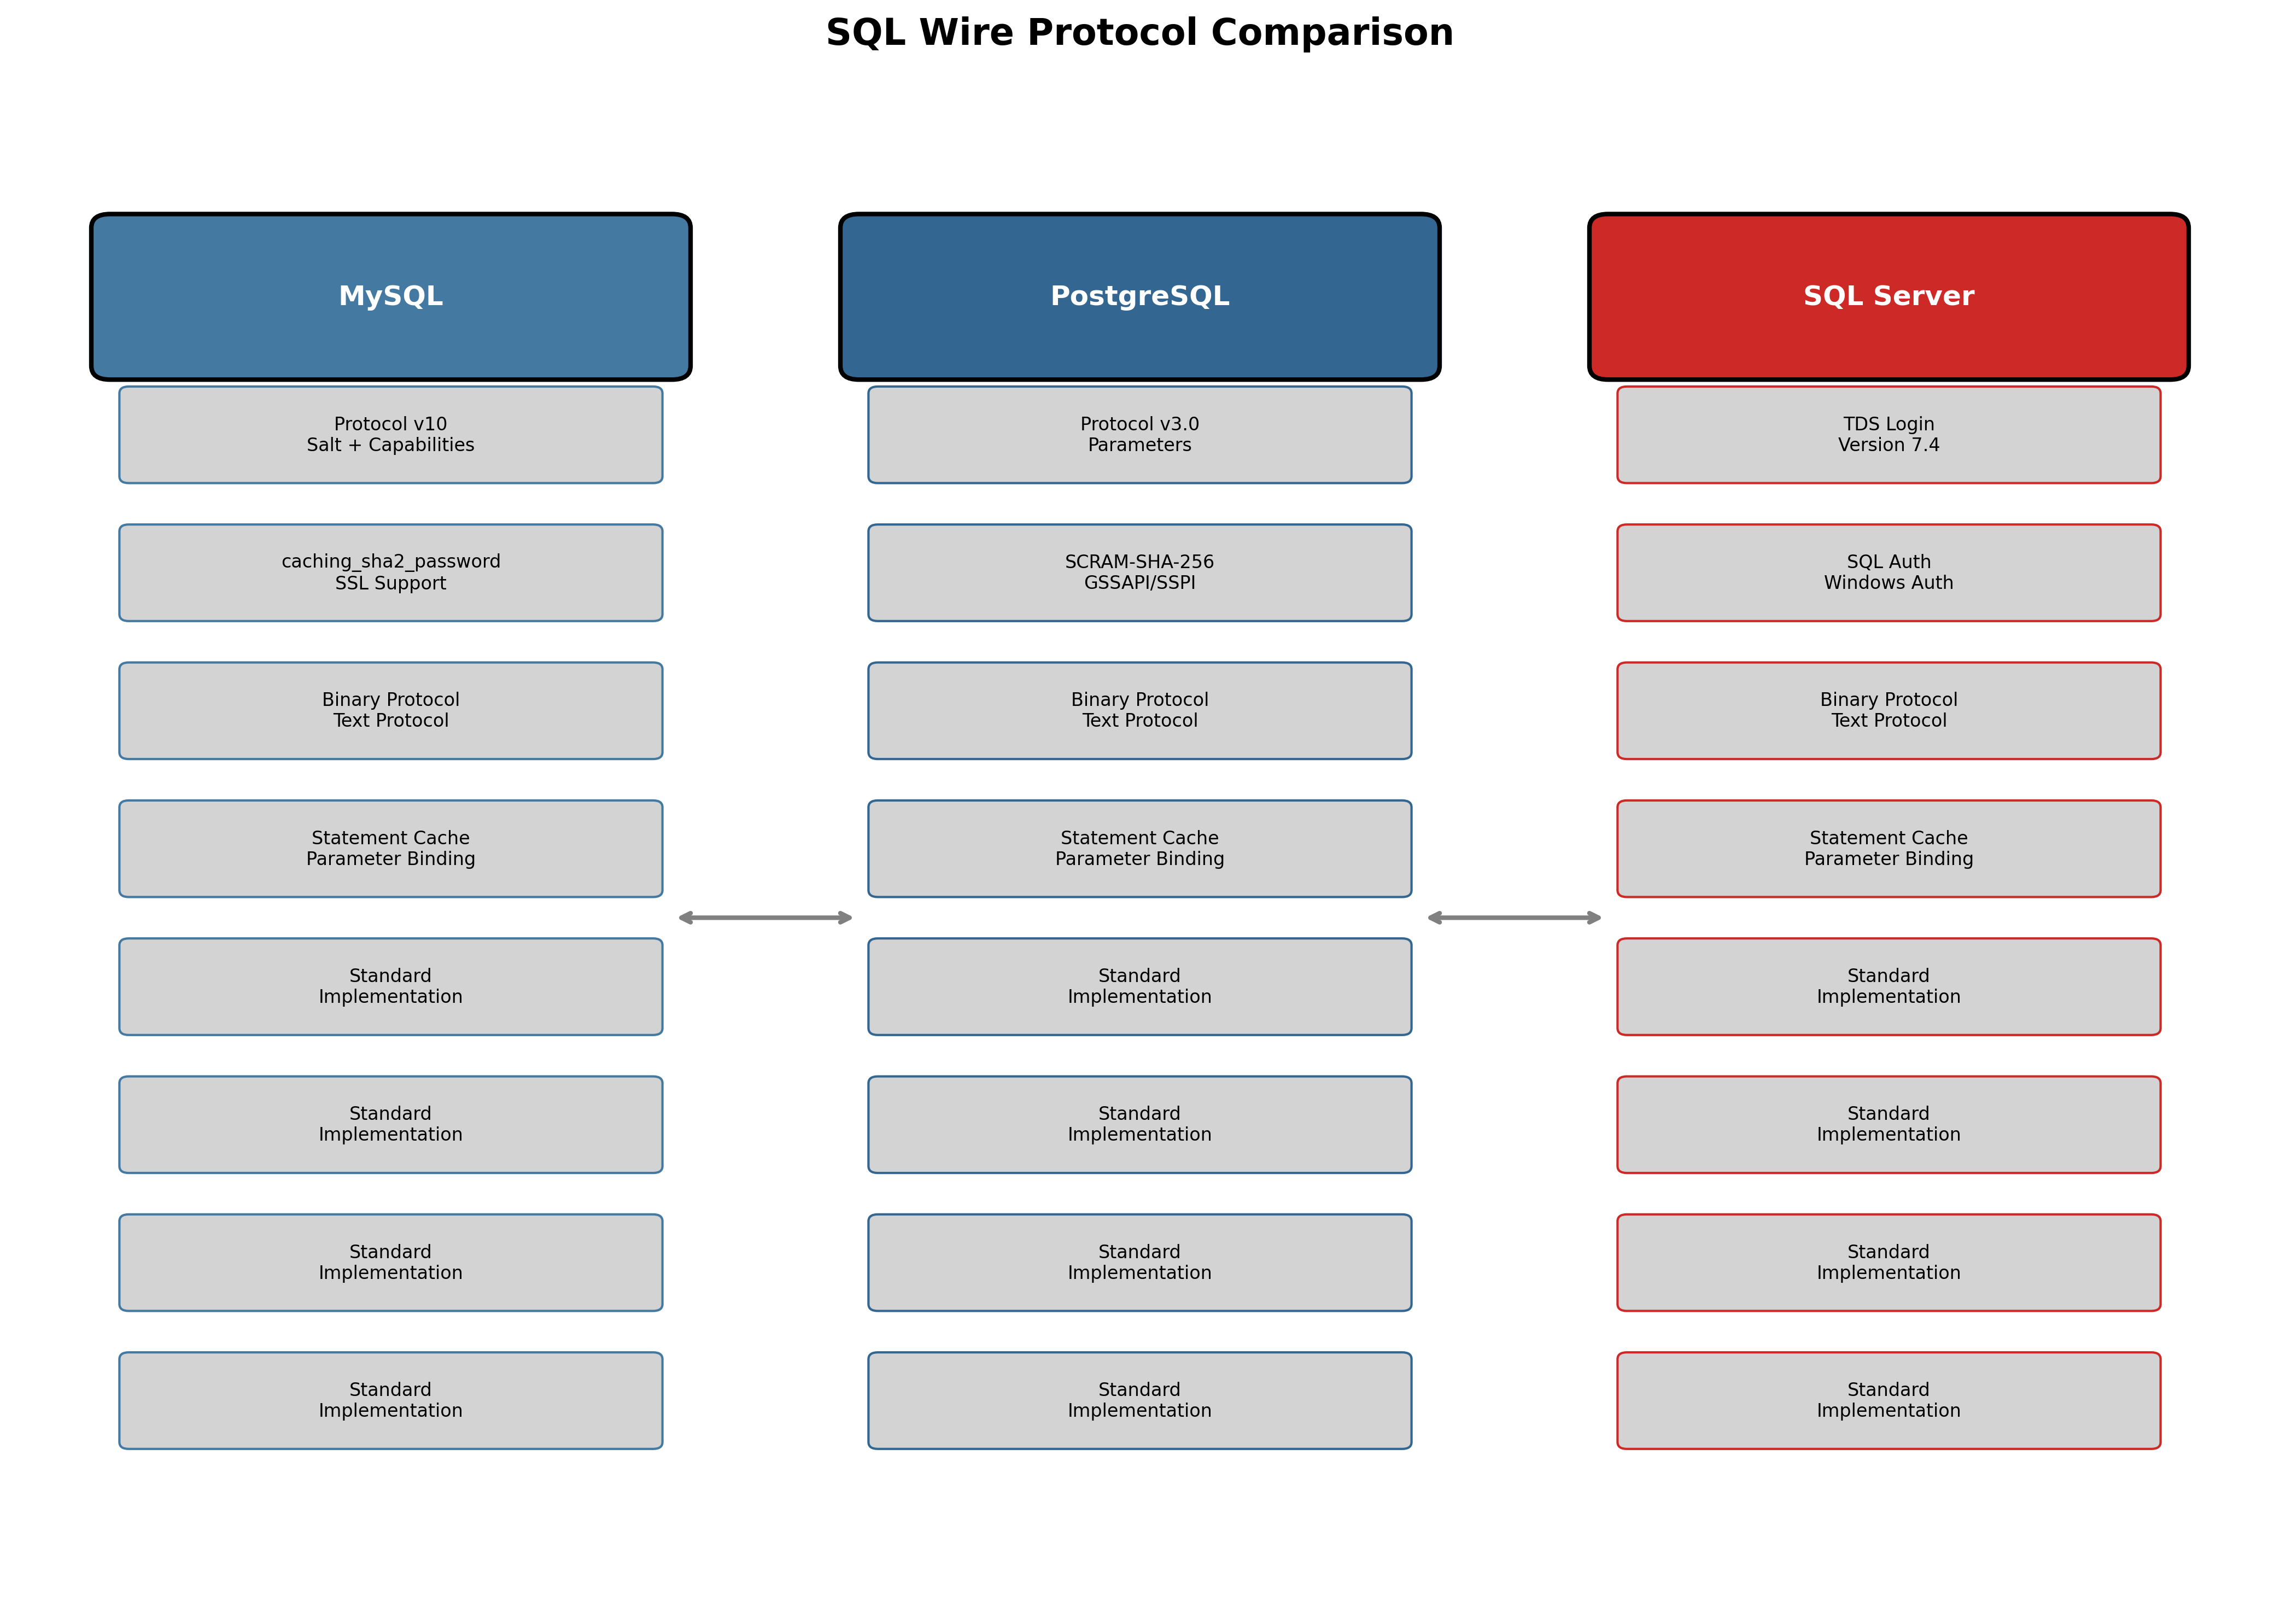 SQL Wire Protocol Comparison
MySQL
PostgreSQL
SQL Server
Protocol v10
Salt + Capabilities
Protocol v3.0
Parameters
TDS Login
Version 7.4
caching_sha2_password
SSL Support
SCRAM-SHA-256
GSSAPI/SSPI
SQL Auth
Windows Auth
Binary Protocol
Text Protocol
Binary Protocol
Text Protocol
Binary Protocol
Text Protocol
Statement Cache
Parameter Binding
Statement Cache
Parameter Binding
Statement Cache
Parameter Binding
Standard
Implementation
Standard
Implementation
Standard
Implementation
Standard
Implementation
Standard
Implementation
Standard
Implementation
Standard
Implementation
Standard
Implementation
Standard
Implementation
Standard
Implementation
Standard
Implementation
Standard
Implementation